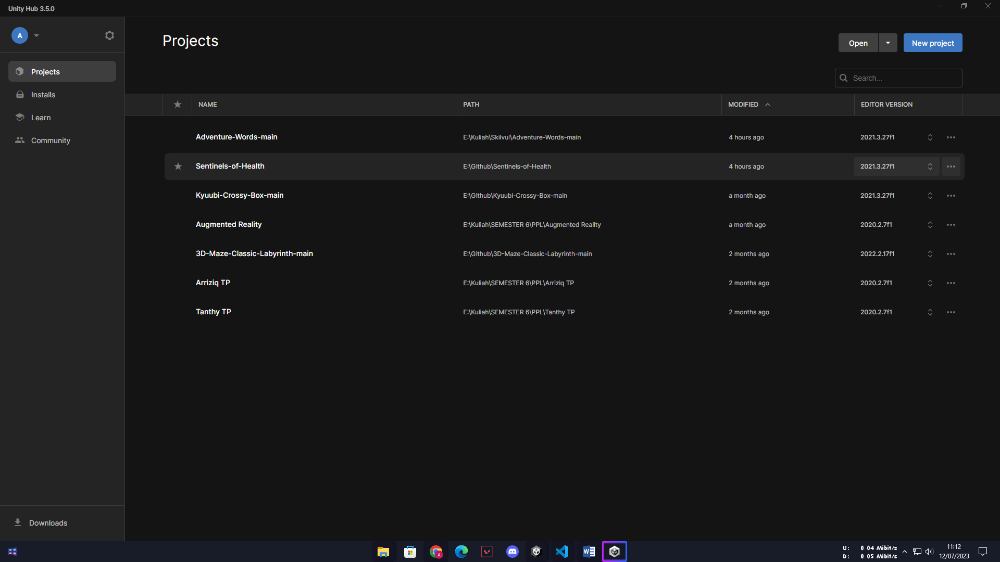 Unity Hub 3.5.0
A
Projects
Installs
Learn
Community
Downloads
Projects
Open
New project
Search...
NAME PATH MODIFIED EDITOR VERSION
Adventure-Words-main E:\Kuliah\Skilvul\Adventure-Words-main 4 hours ago 2021.3.27f1
Sentinels-of-Health E:\Github\Sentinels-of-Health 4 hours ago 2021.3.27f1
Kyuubi-Crossy-Box-main E:\Github\Kyuubi-Crossy-Box-main a month ago 2021.3.27f1
Augmented Reality E:\Kuliah\SEMESTER 6\PPL\Augmented Reality a month ago 2020.2.7f1
3D-Maze-Classic-Labyrinth-main E:\Github\3D-Maze-Classic-Labyrinth-main 2 months ago 2022.2.17f1
Arriziq TP E:\Kuliah\SEMESTER 6\PPL\Arriziq TP 2 months ago 2020.2.7f1
Tanthy TP E:\Kuliah\SEMESTER 6\PPL\Tanthy TP 2 months ago 2020.2.7f1
A
W
U: 0.04 Mibit/s
D: 0.05 Mibit/s
11:12
12/07/2023